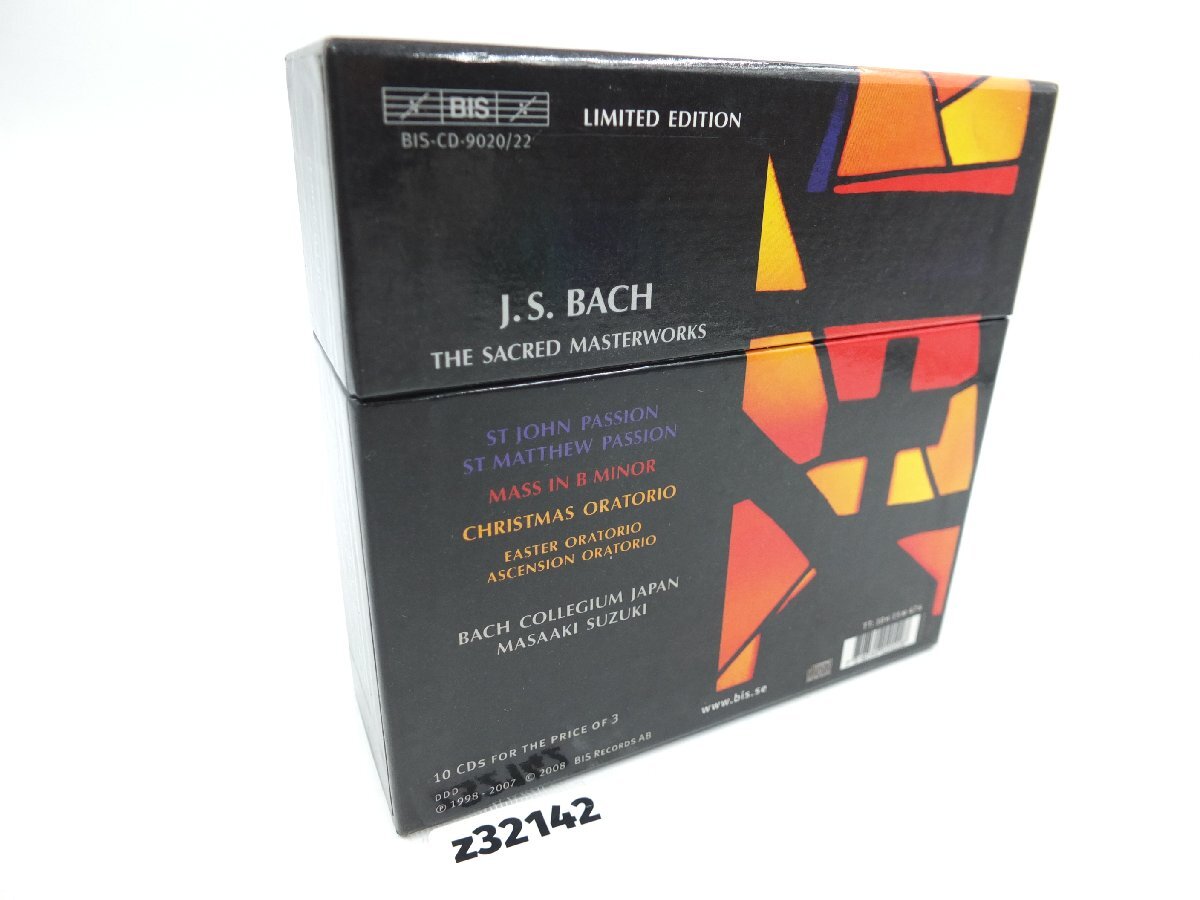 BIS
BIS-CD-9020/22
LIMITED EDITION
J. S. BACH
THE SACRED MASTERWORKS
ST JOHN PASSION
ST MATTHEW PASSION
MASS IN B MINOR
CHRISTMAS ORATORIO
EASTER ORATORIO
ASCENSION ORATORIO
BACH COLLEGIUM JAPAN
MASAAKI SUZUKI
www.bis.se
10 CDS FOR THE PRICE OF 3
DDD
℗ 1998 - 2007 © 2008 BIS RECORDS AB
z32142